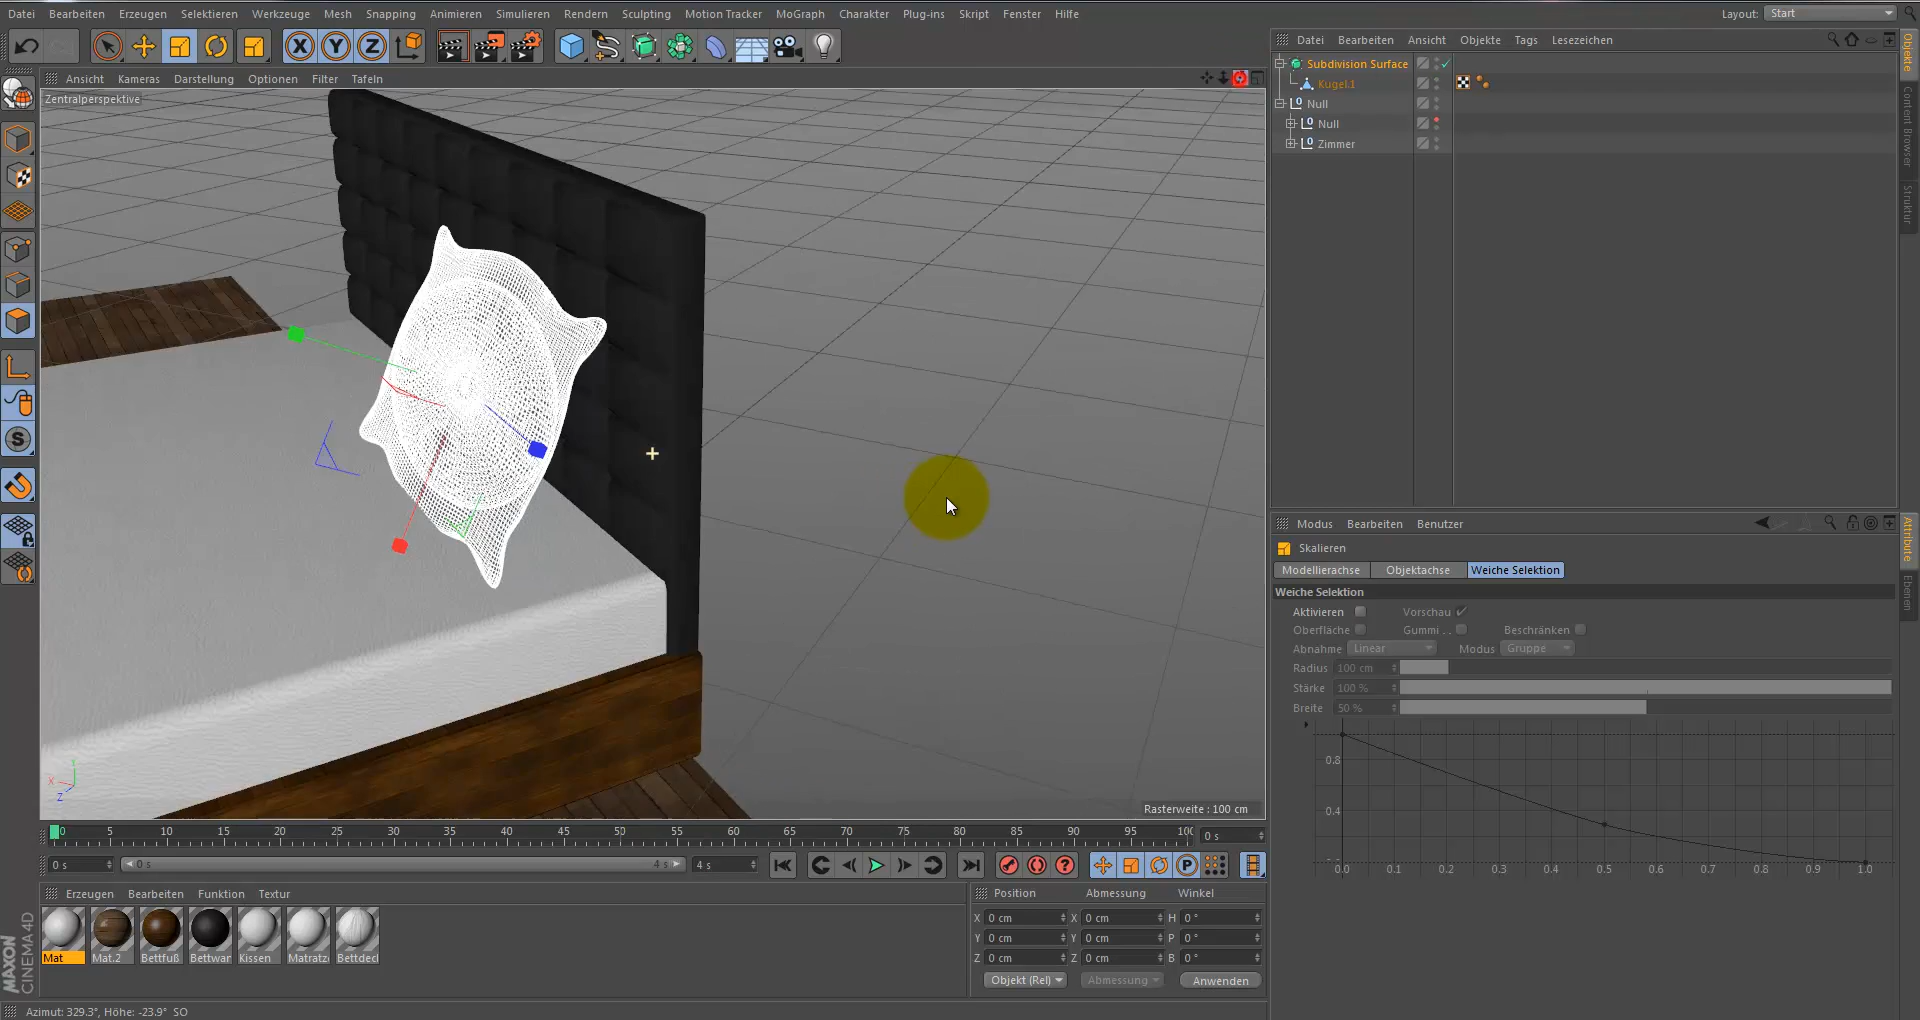 Datei Bearbeiten Erzeugen Selektieren Werkzeuge Mesh Snapping Animieren Simulieren Rendern Sculpting Motion Tracker MoGraph Charakter Plug-ins Skript Fenster Hilfe Layout: Start
Datei Bearbeiten Ansicht Objekte Tags Lesezeichen
Ansicht Kameras Darstellung Optionen Filter Tafeln
Zentralperspektive
Subdivision Surface
Kugel.1
Null
Null
Zimmer
Objekte
Content Browser
Struktur
X Y Z
Rasterweite : 100 cm
Modus Bearbeiten Benutzer
Skalieren
Modellierachse Objektachse Weiche Selektion
Weiche Selektion
Aktivieren Vorschau
Oberfläche Gummi . . Beschränken
Abnahme Linear Modus Gruppe
Radius 100 cm
Stärke 100 %
Breite 50 %
0.8
0.4
0.0 0.1 0.2 0.3 0.4 0.5 0.6 0.7 0.8 0.9 1.0
Attribute
Ebenen
0 5 10 15 20 25 30 35 40 45 50 55 60 65 70 75 80 85 90 95 100 0 s
0 s 0 s 4 s 4 s
Erzeugen Bearbeiten Funktion Textur
Mat Mat.2 Bettfuß Bettwan Kissen Matratz Bettdecl
Position Abmessung Winkel
X 0 cm X 0 cm H 0 °
Y 0 cm Y 0 cm P 0 °
Z 0 cm Z 0 cm B 0 °
Objekt (Rel) Abmessung Anwenden
MAXON
CINEMA 4D
Azimut: 329.3°, Höhe: -23.9° SO